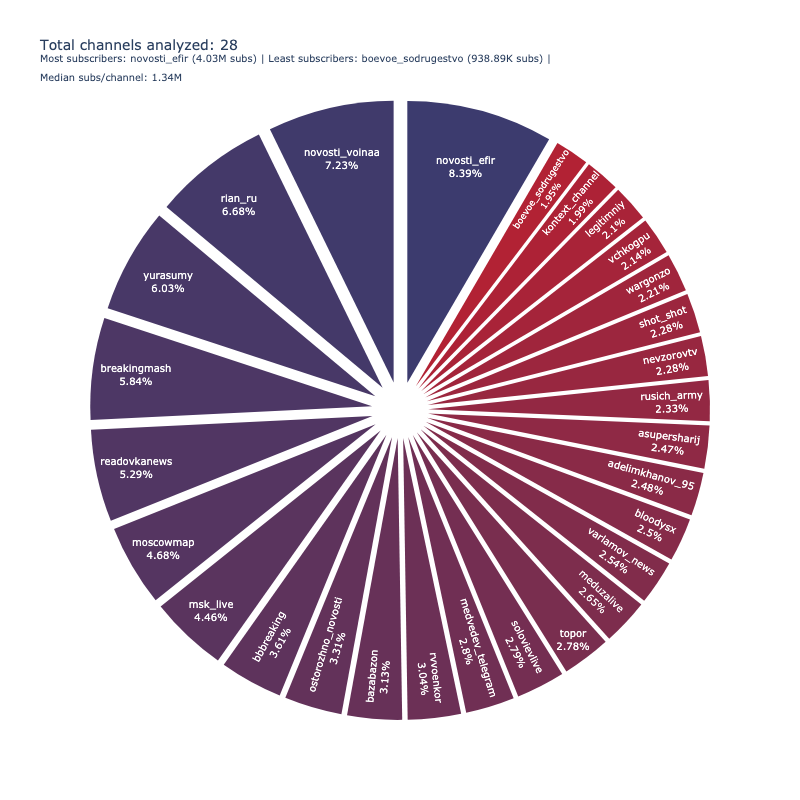 Total channels analyzed: 28
Most subscribers: novosti_efir (4.03M subs) | Least subscribers: boevoe_sodrugestvo (938.89K subs) |
Median subs/channel: 1.34M
novosti_efir
8.39%
boevoe_sodrugestvo
1.95%
kontext_channel
1.99%
legitimniy
2.1%
vchkogpu
2.14%
wargonzo
2.21%
shot_shot
2.28%
nevzorovtv
2.28%
rusich_army
2.33%
asupersharij
2.47%
adelimkhanov_95
2.48%
bloodysx
2.5%
varlamov_news
2.54%
meduzalive
2.65%
topor
2.78%
solovievlive
2.79%
medvedev_telegram
2.8%
rvvoenkor
3.04%
bazabazon
3.13%
ostorozhno_novosti
3.31%
bbbreaking
3.61%
msk_live
4.46%
moscowmap
4.68%
readovkanews
5.29%
breakingmash
5.84%
yurasumy
6.03%
rian_ru
6.68%
novosti_voinaa
7.23%